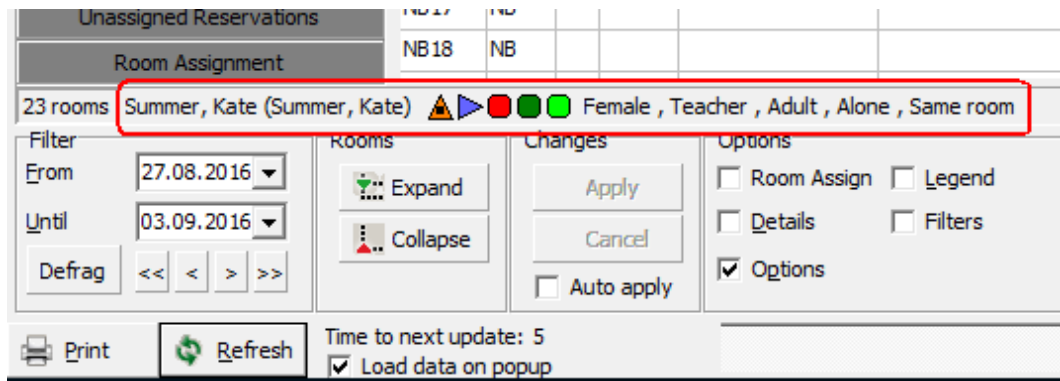 Unassigned Reservations
NB17 NB
NB18 NB
Room Assignment
23 rooms Summer, Kate (Summer, Kate) Female , Teacher , Adult , Alone , Same room
Filter Rooms Changes Options
From 27.08.2016 Expand Apply Room Assign Legend
Until 03.09.2016 Collapse Cancel Details Filters
Defrag << < > >> Auto apply Options
Print Refresh Time to next update: 5
Load data on popup